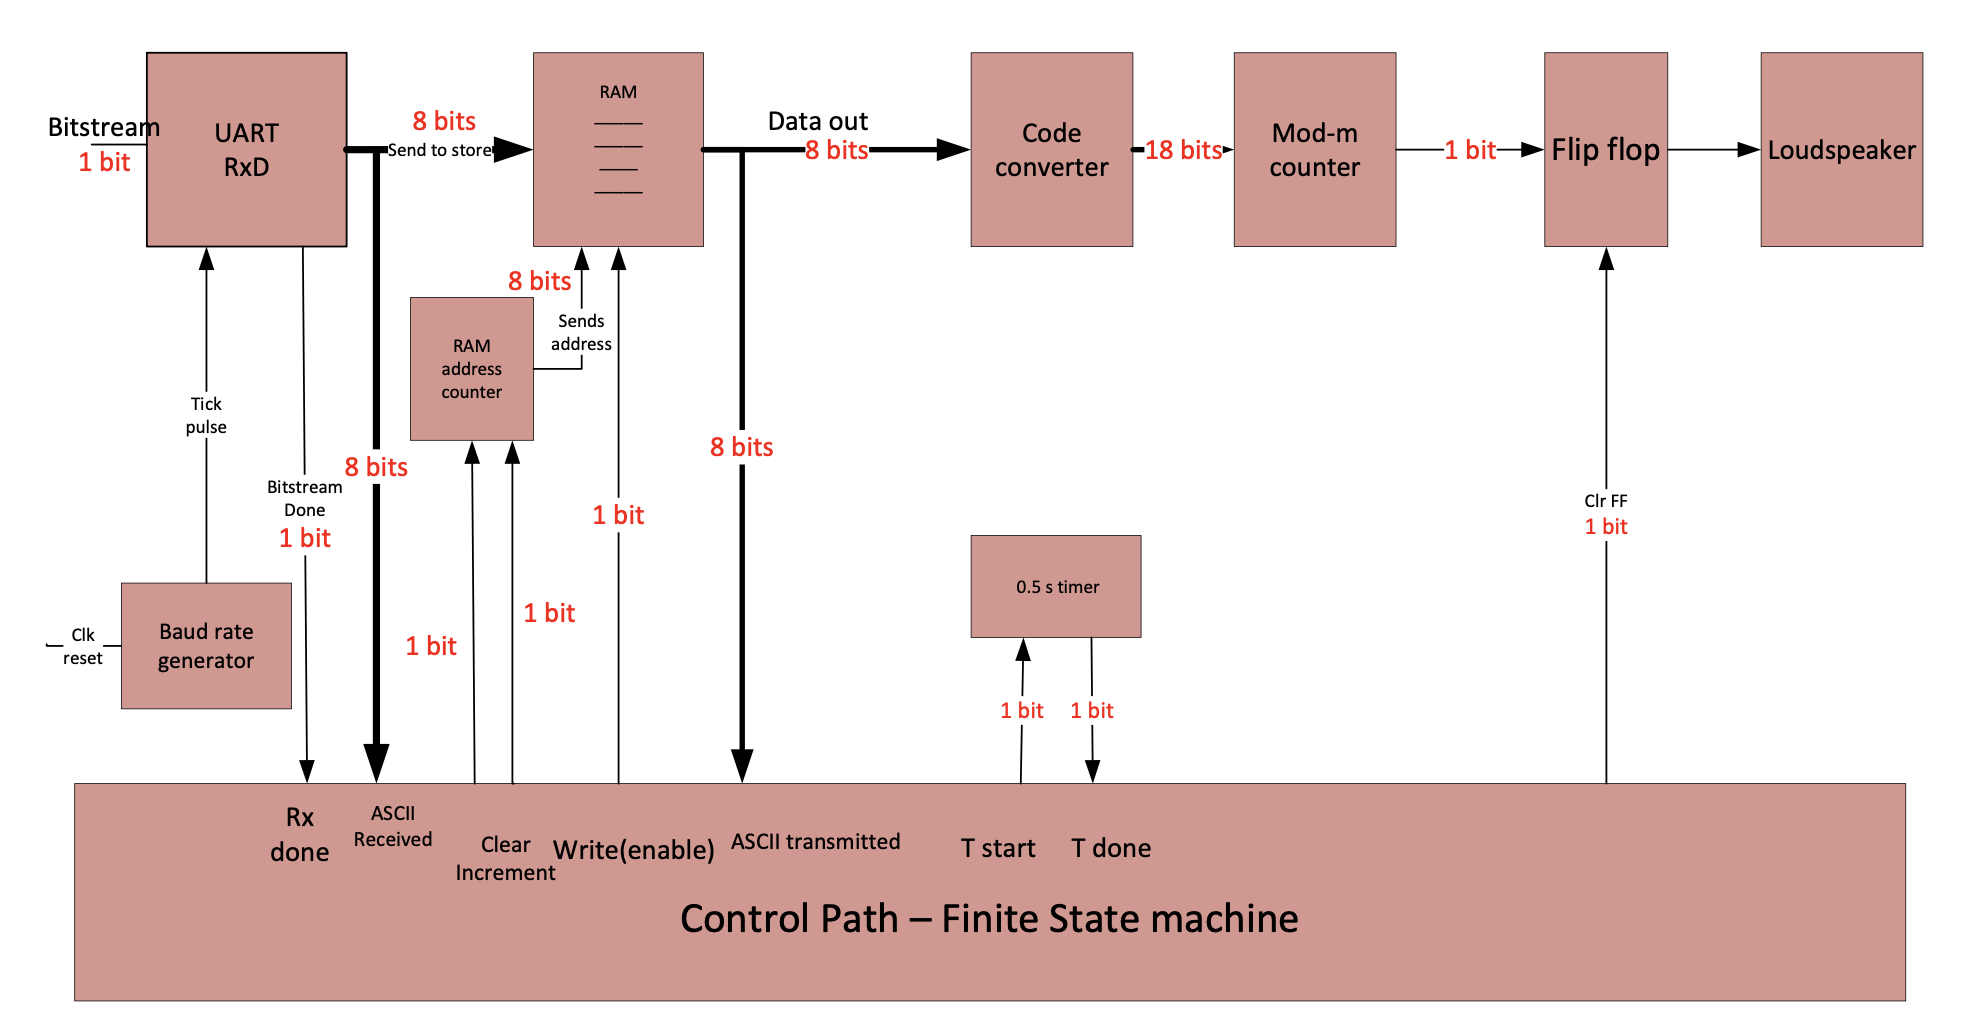 Bitstream
1 bit
UART
RxD
8 bits
Send to store
RAM
Data out
8 bits
Code
converter
18 bits
Mod-m
counter
1 bit
Flip flop
Loudspeaker
8 bits
Sends
address
RAM
address
counter
Tick
pulse
8 bits
8 bits
Bitstream
Done
1 bit
1 bit
Clr FF
1 bit
0.5 s timer
1 bit
1 bit
Clk
reset
Baud rate
generator
1 bit
1 bit
Rx
done
ASCII
Received
Clear
Increment
Write(enable)
ASCII transmitted
T start
T done
Control Path – Finite State machine